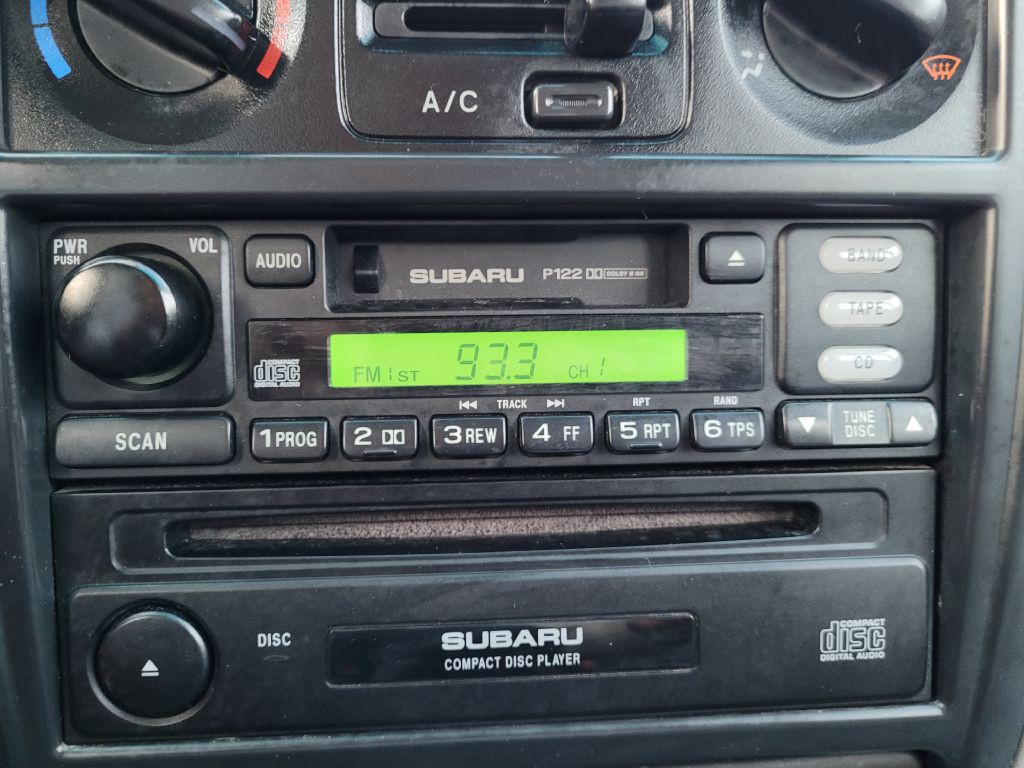 A/C
PWR
PUSH
VOL
AUDIO
SUBARU P122 DOLBY B NR
BAND
TAPE
CD
COMPACT
disc
DIGITAL AUDIO
FM1 ST 93.3 CH 1
TRACK
RPT
RAND
SCAN
1 PROG
2
3 REW
4 FF
5 RPT
6 TPS
TUNE
DISC
DISC
SUBARU
COMPACT DISC PLAYER
COMPACT
disc
DIGITAL AUDIO